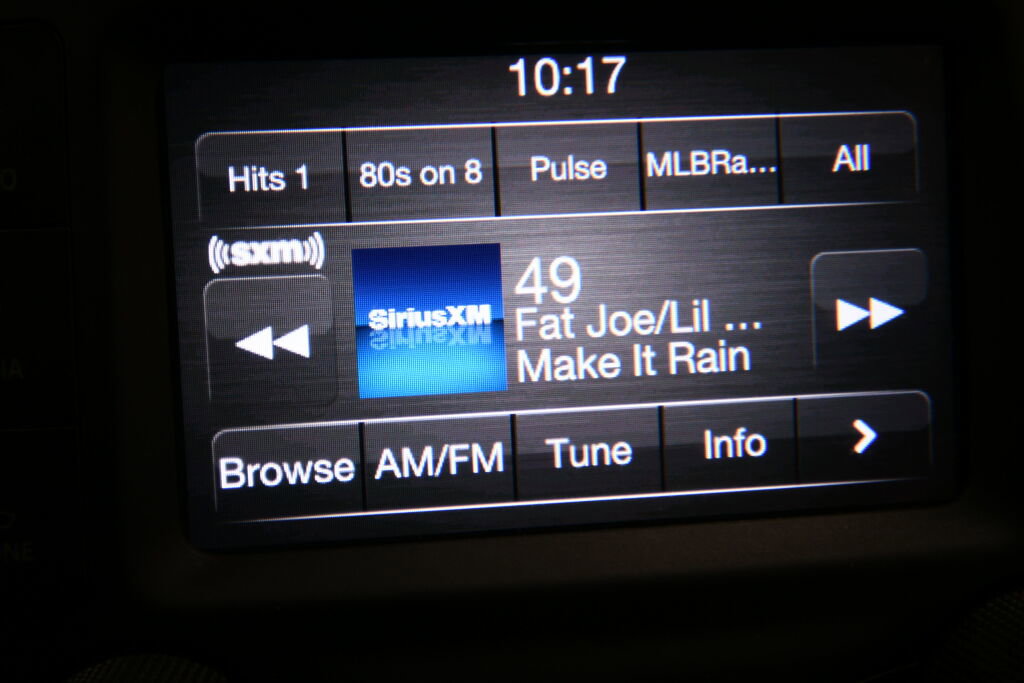 10:17
Hits 1
80s on 8
Pulse
MLBRa...
All
((sxm))
SiriusXM
49
Fat Joe/Lil ...
Make It Rain
Browse
AM/FM
Tune
Info